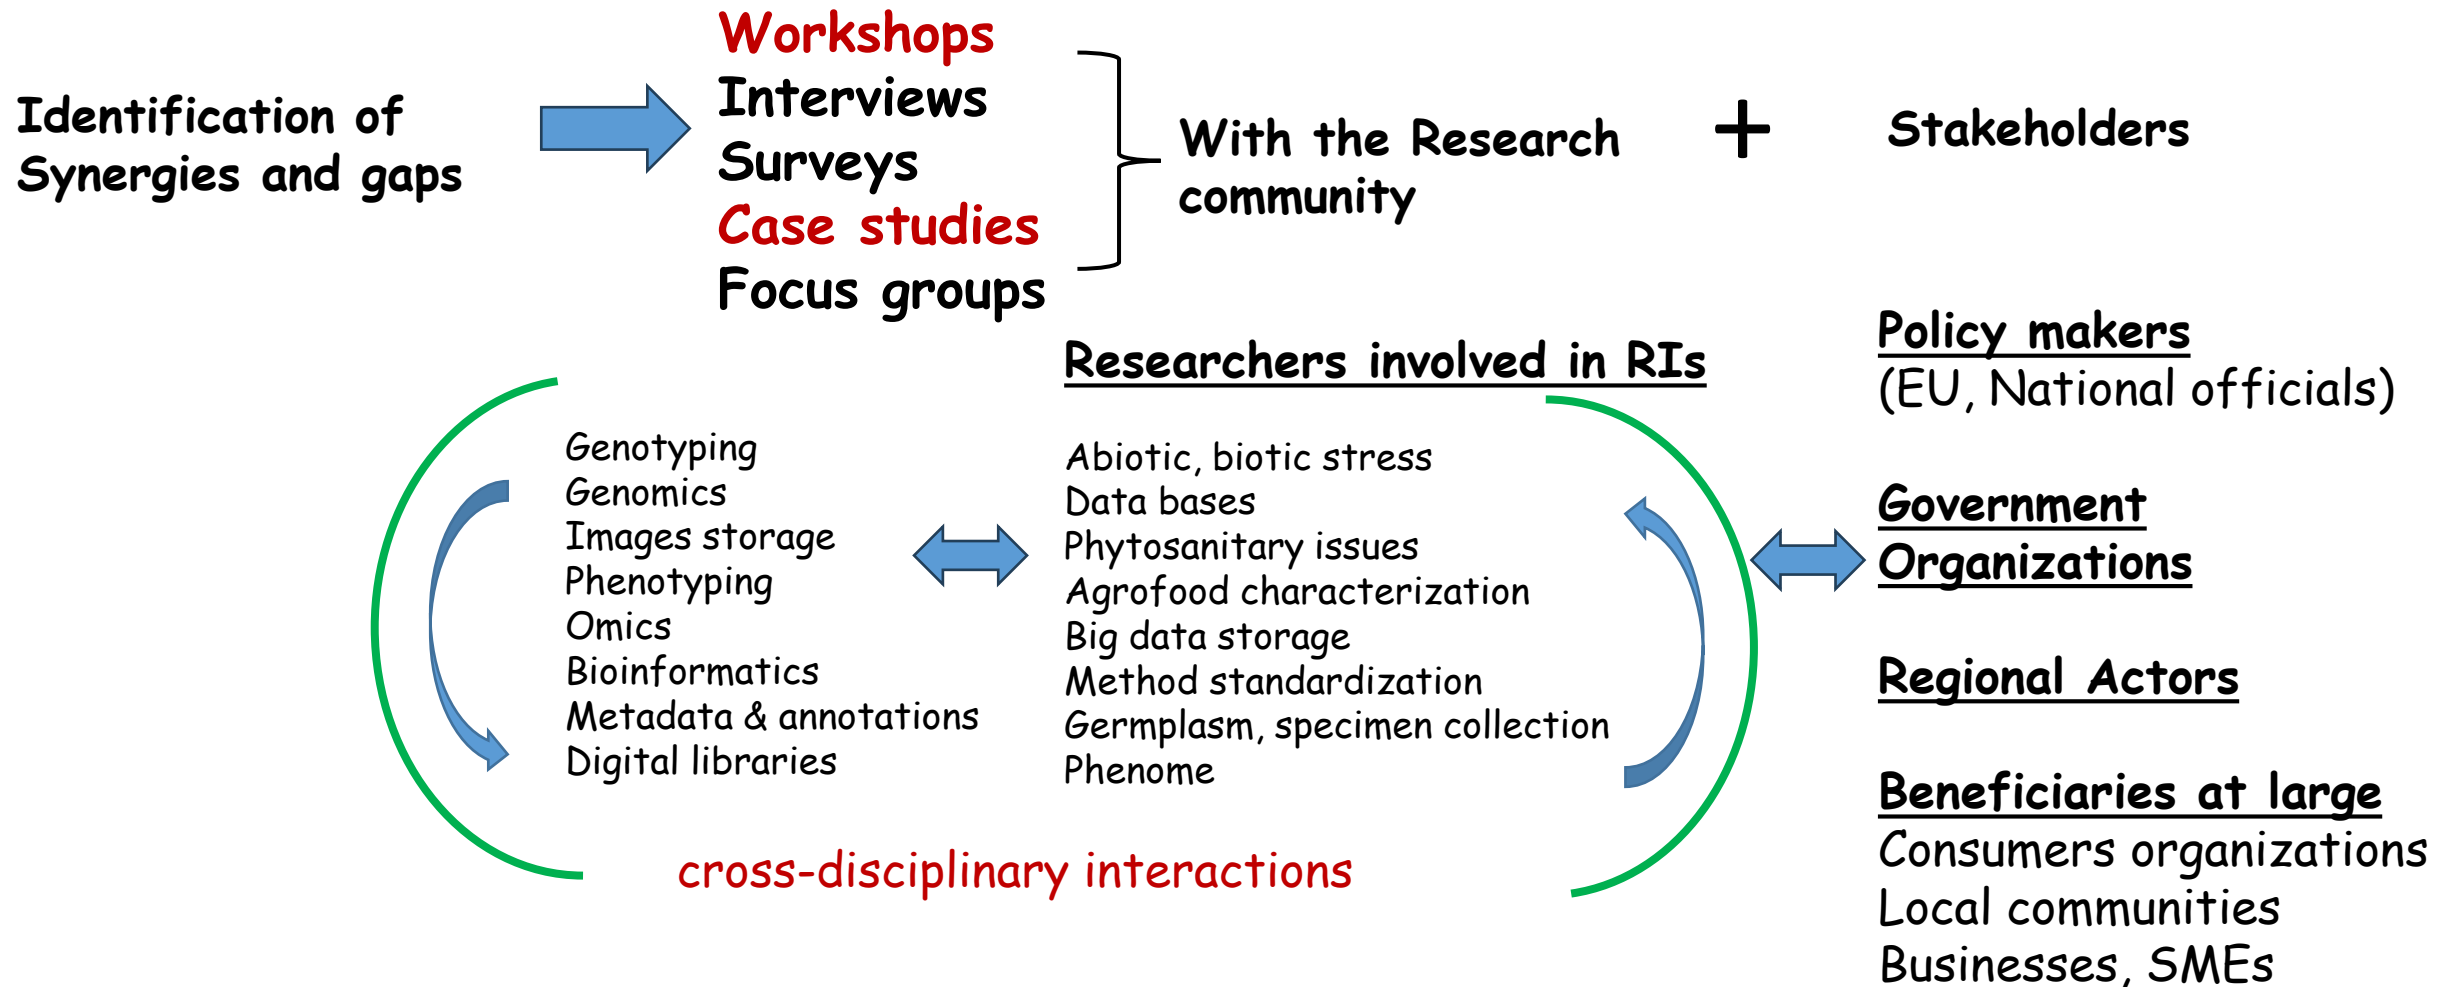 Identification of
Synergies and gaps
Workshops
Interviews
Surveys
Case studies
Focus groups
With the Research
community
+
Stakeholders
Researchers involved in RIs
Genotyping
Genomics
Images storage
Phenotyping
Omics
Bioinformatics
Metadata & annotations
Digital libraries
Abiotic, biotic stress
Data bases
Phytosanitary issues
Agrofood characterization
Big data storage
Method standardization
Germplasm, specimen collection
Phenome
cross-disciplinary interactions
Policy makers
(EU, National officials)
Government
Organizations
Regional Actors
Beneficiaries at large
Consumers organizations
Local communities
Businesses, SMEs